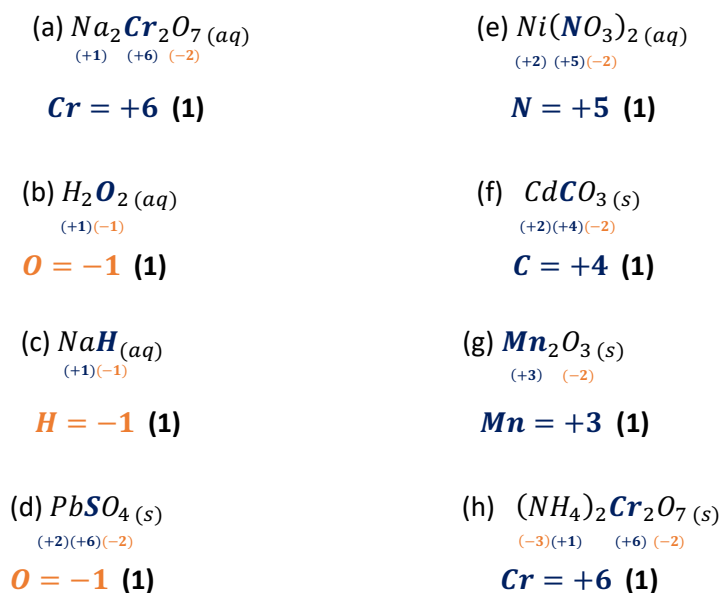 (a) Na₂Cr₂O₇ (aq)
(+1) (+6) (−2)
Cr = +6 (1)
(b) H₂O₂ (aq)
(+1)(−1)
O = −1 (1)
(c) NaH(aq)
(+1)(−1)
H = −1 (1)
(d) PbSO₄ (s)
(+2)(+6)(−2)
O = −1 (1)
(e) Ni(NO₃)₂ (aq)
(+2) (+5)(−2)
N = +5 (1)
(f) CdCO₃ (s)
(+2)(+4)(−2)
C = +4 (1)
(g) Mn₂O₃ (s)
(+3) (−2)
Mn = +3 (1)
(h) (NH₄)₂Cr₂O₇ (s)
(−3)(+1) (+6) (−2)
Cr = +6 (1)